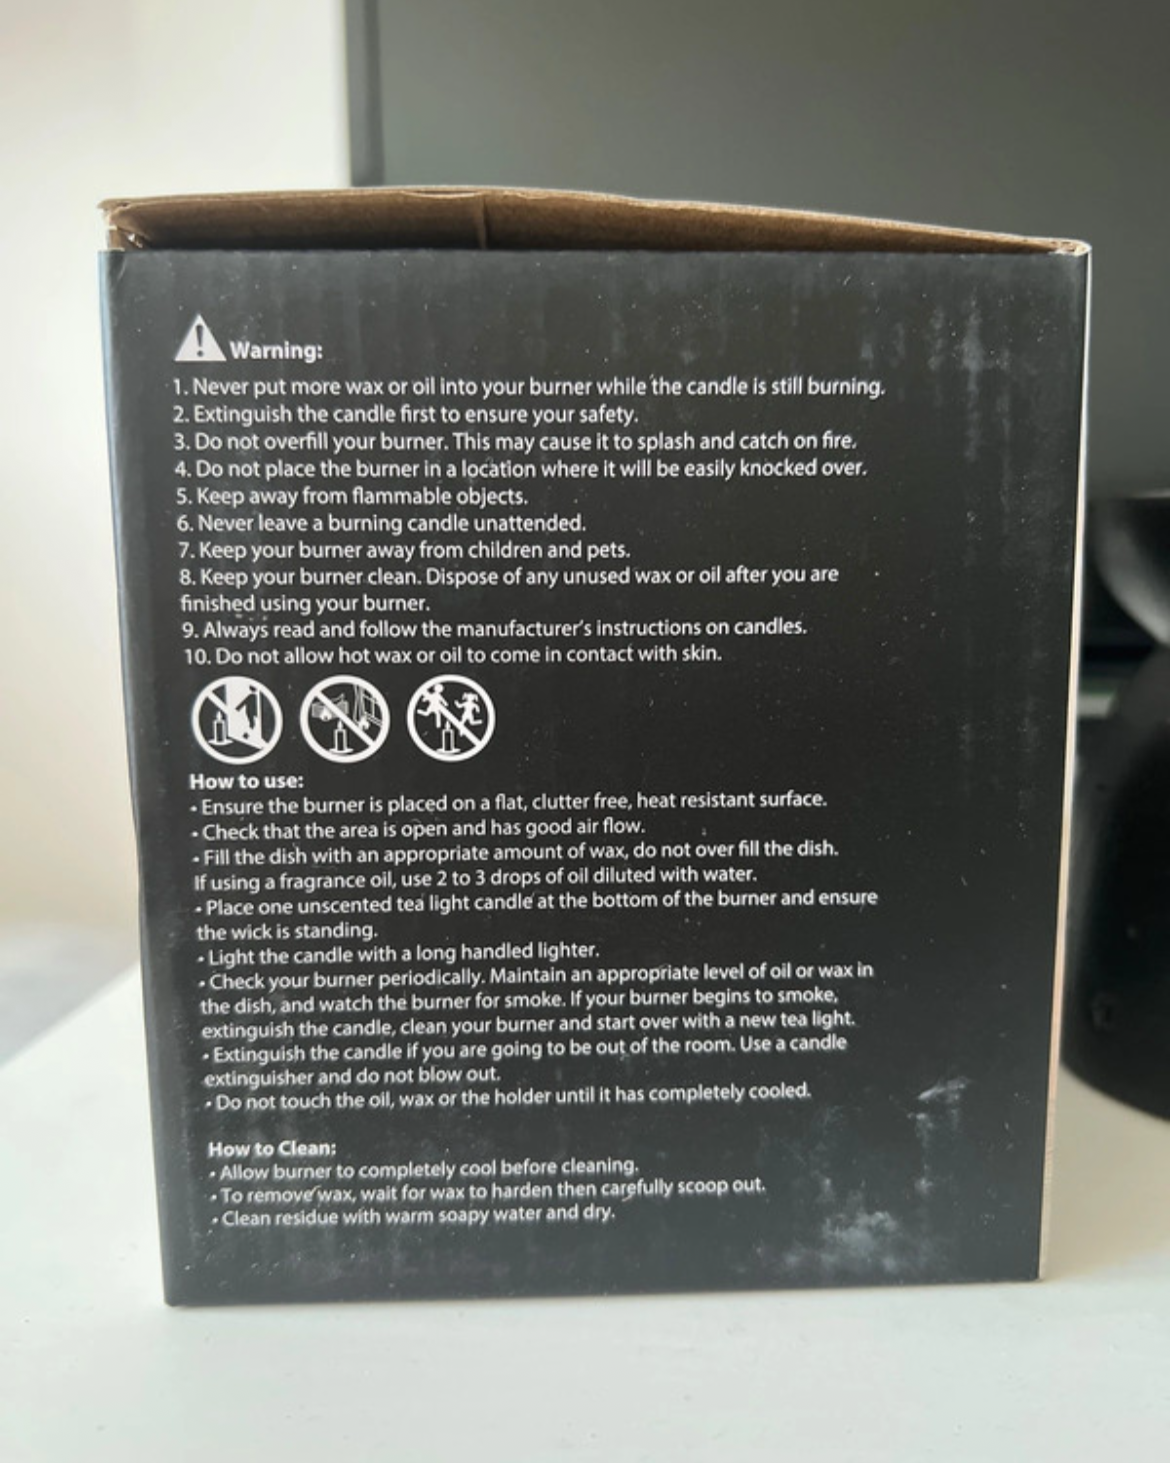 Warning:
1. Never put more wax or oil into your burner while the candle is still burning.
2. Extinguish the candle first to ensure your safety.
3. Do not overfill your burner. This may cause it to splash and catch on fire.
4. Do not place the burner in a location where it will be easily knocked over.
5. Keep away from flammable objects.
6. Never leave a burning candle unattended.
7. Keep your burner away from children and pets.
8. Keep your burner clean. Dispose of any unused wax or oil after you are
finished using your burner.
9. Always read and follow the manufacturer's instructions on candles.
10. Do not allow hot wax or oil to come in contact with skin.
How to use:
• Ensure the burner is placed on a flat, clutter free, heat resistant surface.
• Check that the area is open and has good air flow.
• Fill the dish with an appropriate amount of wax, do not over fill the dish.
If using a fragrance oil, use 2 to 3 drops of oil diluted with water.
• Place one unscented tea light candle at the bottom of the burner and ensure
the wick is standing.
• Light the candle with a long handled lighter.
• Check your burner periodically. Maintain an appropriate level of oil or wax in
the dish, and watch the burner for smoke. If your burner begins to smoke,
extinguish the candle, clean your burner and start over with a new tea light.
• Extinguish the candle if you are going to be out of the room. Use a candle
extinguisher and do not blow out.
• Do not touch the oil, wax or the holder until it has completely cooled.
How to Clean:
• Allow burner to completely cool before cleaning.
• To remove wax, wait for wax to harden then carefully scoop out.
• Clean residue with warm soapy water and dry.